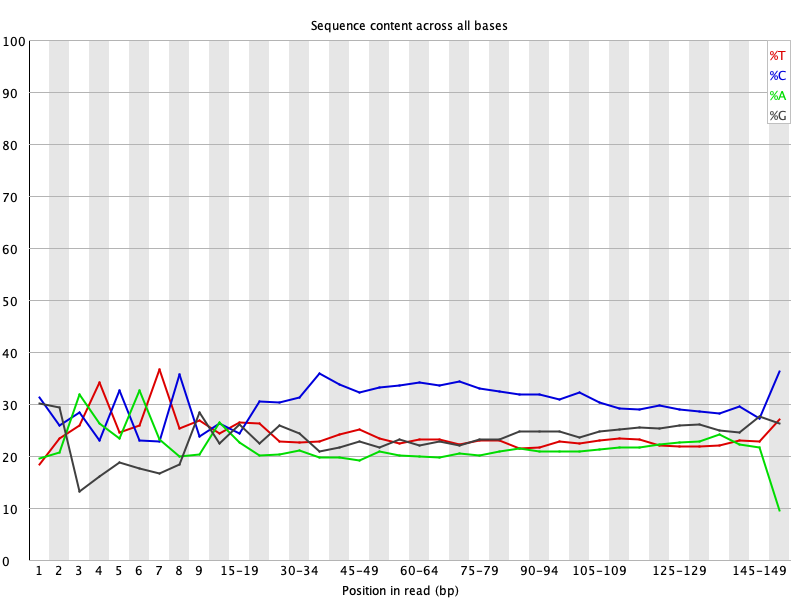 Sequence content across all bases
100
90
80
70
60
50
40
30
20
10
0
%T
%C
%A
%G
1 2 3 4 5 6 7 8 9 15-19 30-34 45-49 60-64 75-79 90-94 105-109 125-129 145-149
Position in read (bp)